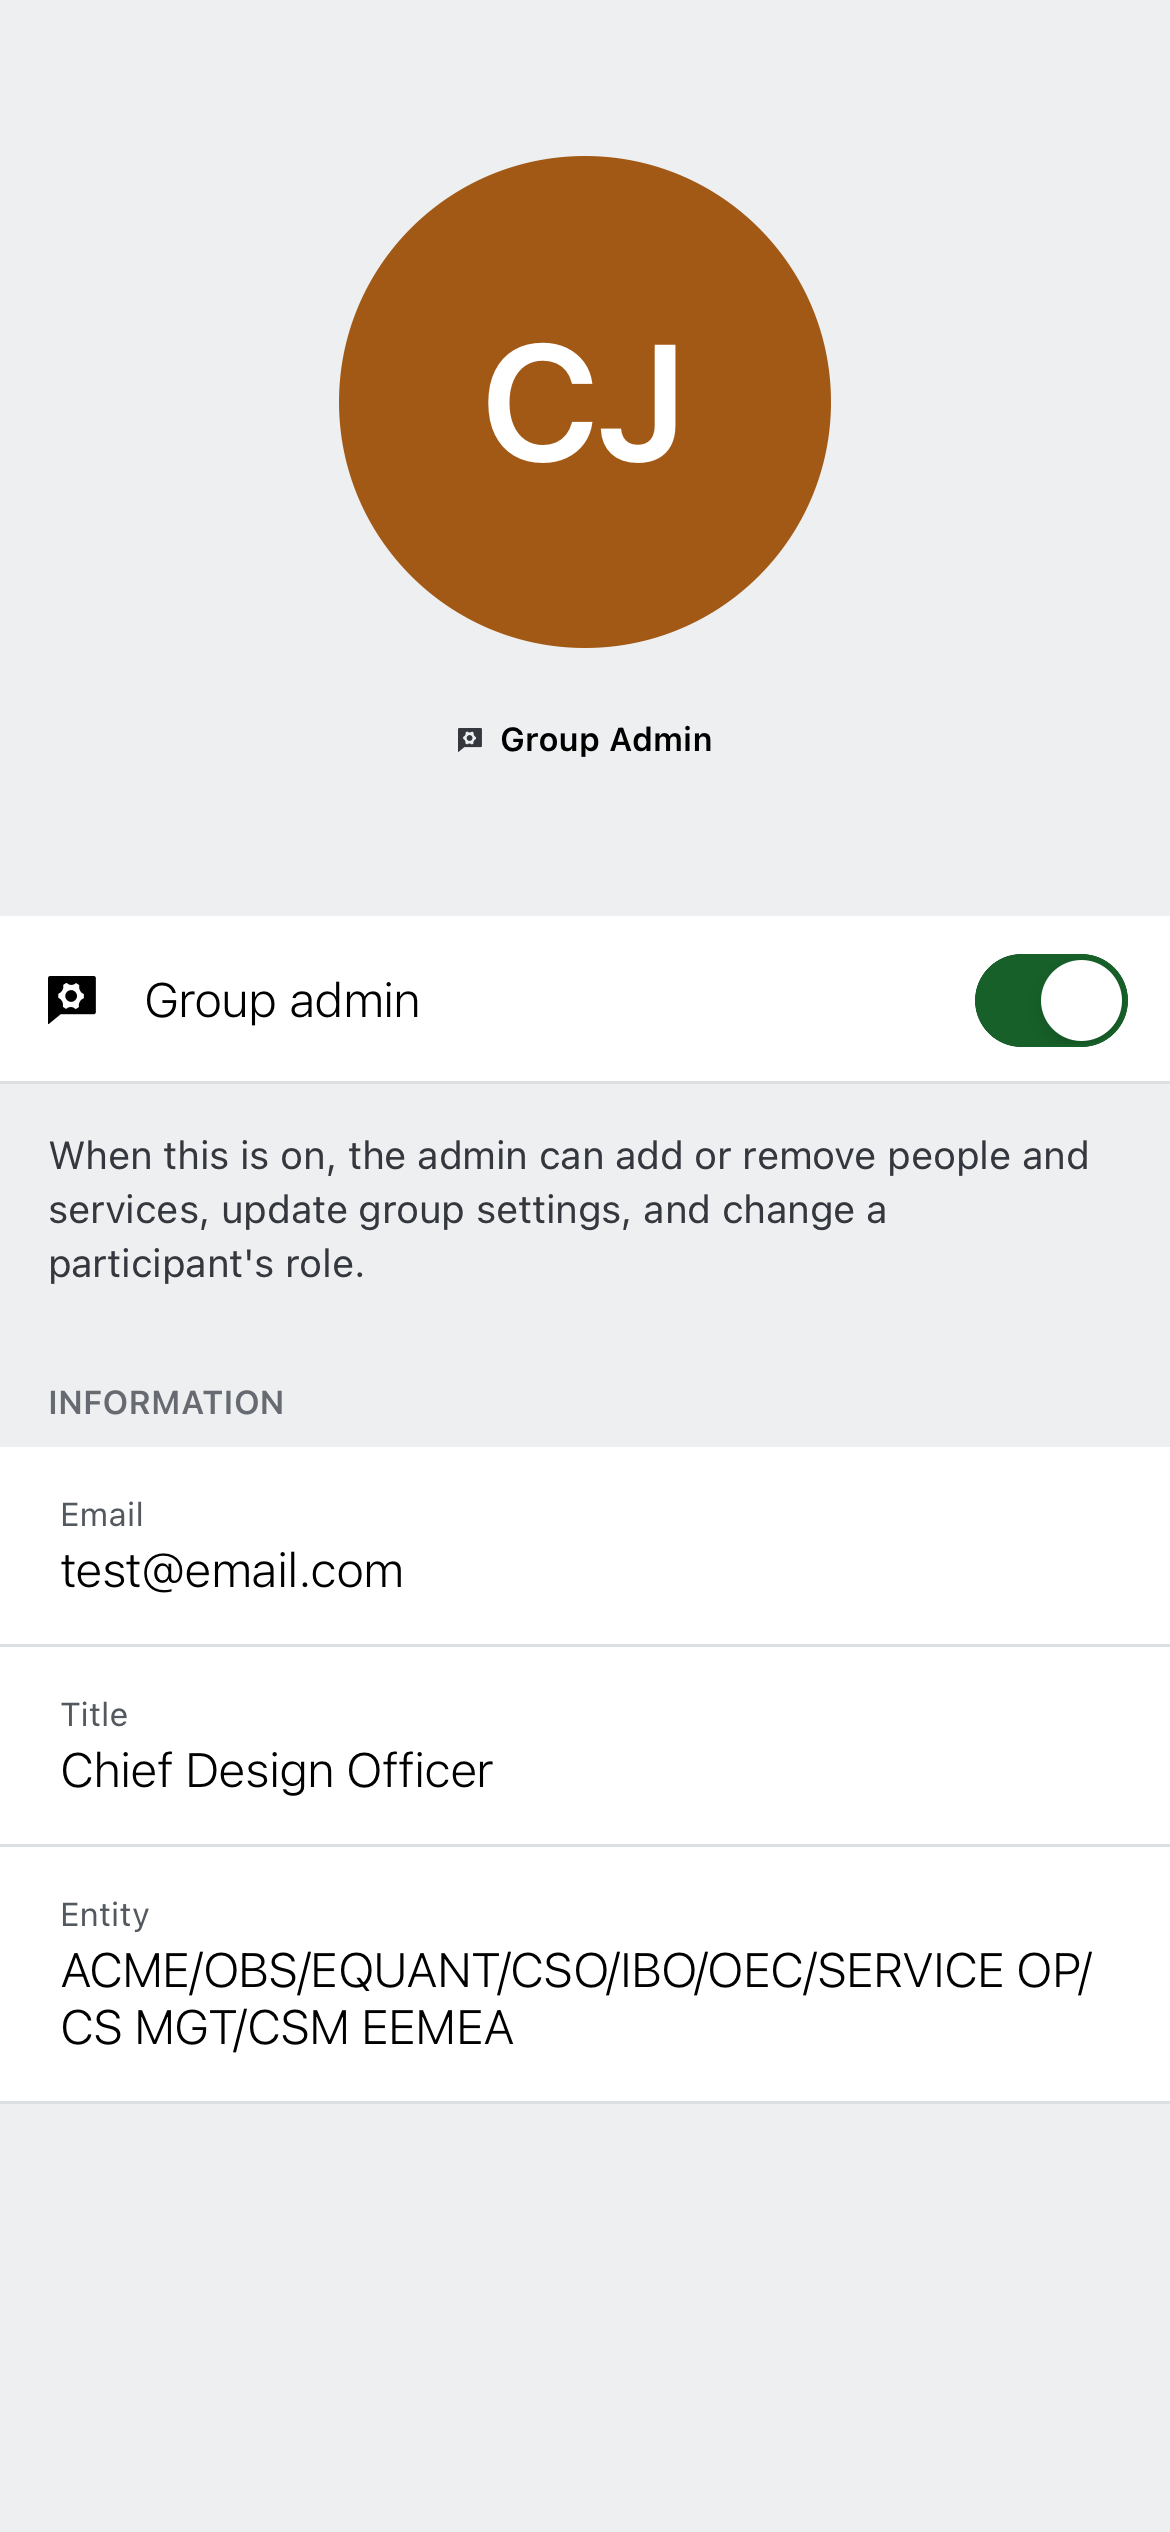 CJ
Group Admin
Group admin
When this is on, the admin can add or remove people and
services, update group settings, and change a
participant's role.
INFORMATION
Email
test@email.com
Title
Chief Design Officer
Entity
ACME/OBS/EQUANT/CSO/IBO/OEC/SERVICE OP/
CS MGT/CSM EEMEA